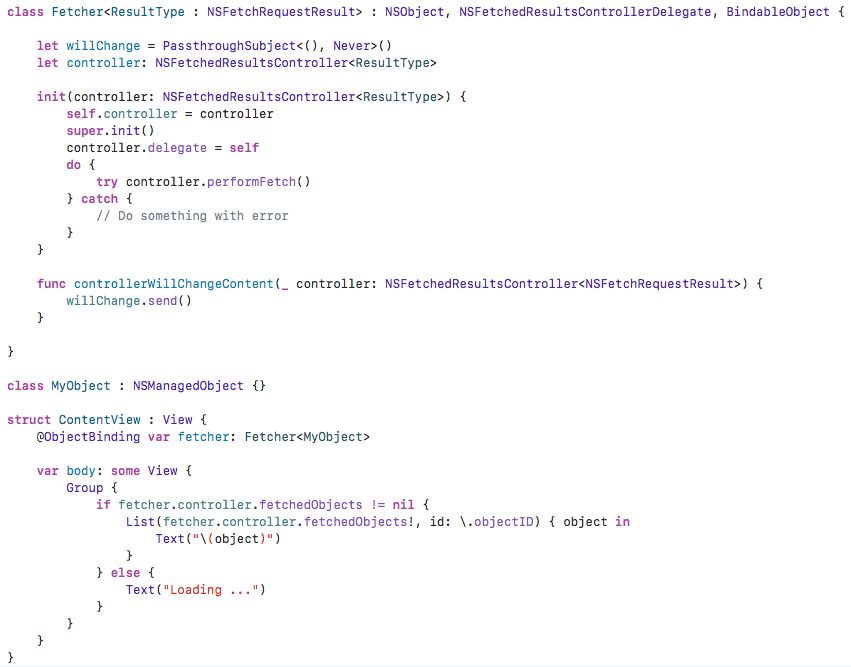 class Fetcher<ResultType : NSFetchRequestResult> : NSObject, NSFetchedResultsControllerDelegate, BindableObject {
let willChange = PassthroughSubject<(), Never>()
let controller: NSFetchedResultsController<ResultType>
init(controller: NSFetchedResultsController<ResultType>) {
self.controller = controller
super.init()
controller.delegate = self
do {
try controller.performFetch()
} catch {
// Do something with error
}
}
func controllerWillChangeContent(_ controller: NSFetchedResultsController<NSFetchRequestResult>) {
willChange.send()
}
}
class MyObject : NSManagedObject {}
struct ContentView : View {
@ObjectBinding var fetcher: Fetcher<MyObject>
var body: some View {
Group {
if fetcher.controller.fetchedObjects != nil {
List(fetcher.controller.fetchedObjects!, id: \.objectID) { object in
Text("\(object)")
}
} else {
Text("Loading ...")
}
}
}
}